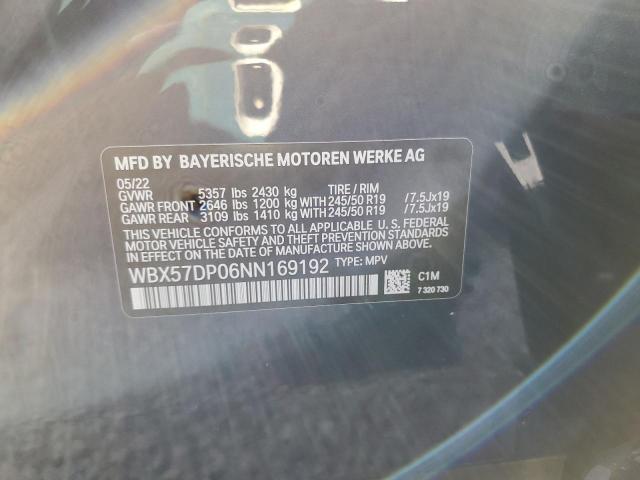 MFD BY BAYERISCHE MOTOREN WERKE AG
05/22
GVWR 5357 lbs 2430 kg TIRE / RIM
GAWR FRONT 2646 lbs 1200 kg WITH 245/50 R19 /7.5Jx19
GAWR REAR 3109 lbs 1410 kg WITH 245/50 R19 /7.5Jx19
THIS VEHICLE CONFORMS TO ALL APPLICABLE U.S. FEDERAL
MOTOR VEHICLE SAFETY, BUMPER, AND THEFT PREVENTION STANDARDS
IN EFFECT ON THE DATE OF MANUFACTURE SHOWN ABOVE.
WBX57DP06NN169192 TYPE: MPV
C1M
7 320 730